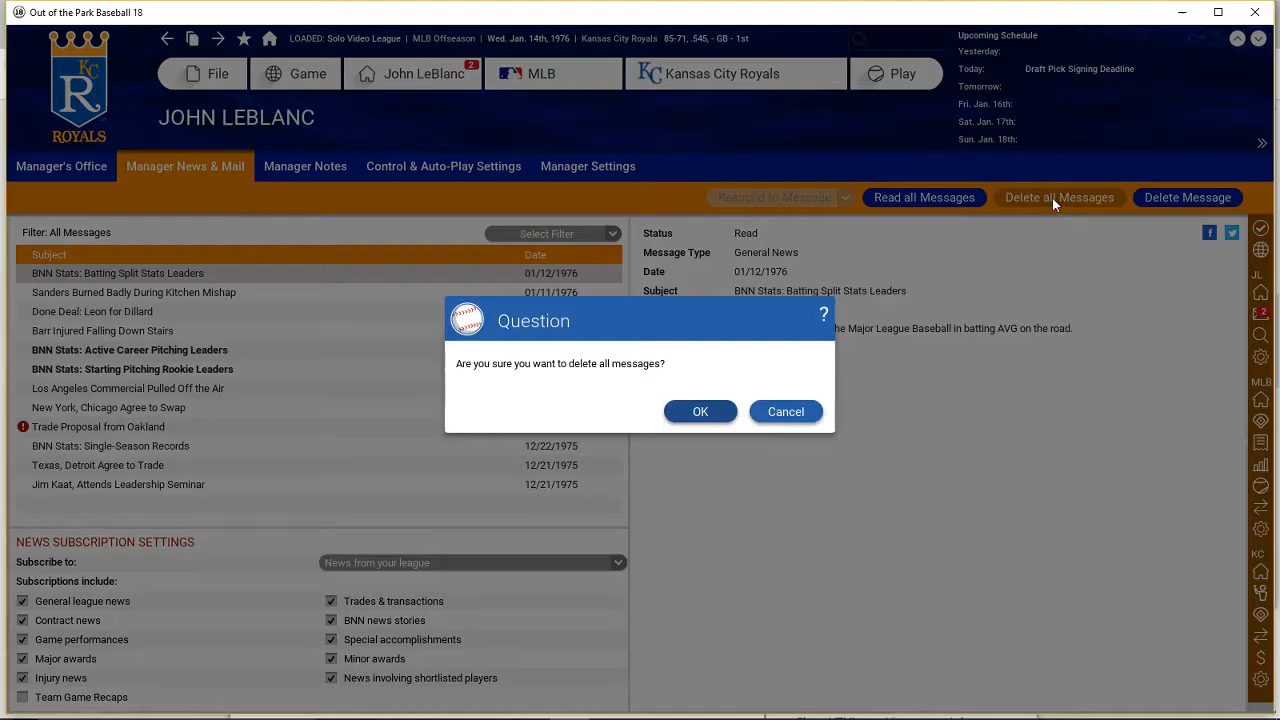 Out of the Park Baseball 18
LOADED: Solo Video League | MLB Offseason | Wed. Jan. 14th, 1976 | Kansas City Royals 85-71, .545, - GB - 1st
Upcoming Schedule
Yesterday:
Today: Draft Pick Signing Deadline
Tomorrow:
Fri. Jan. 16th:
Sat. Jan. 17th:
Sun. Jan. 18th:
File
Game
John LeBlanc 2
MLB
Kansas City Royals
Play
KC
R
ROYALS
JOHN LEBLANC
Manager's Office
Manager News & Mail
Manager Notes
Control & Auto-Play Settings
Manager Settings
Respond to Message
Read all Messages
Delete all Messages
Delete Message
Filter: All Messages
Select Filter
Subject Date
BNN Stats: Batting Split Stats Leaders 01/12/1976
Sanders Burned Badly During Kitchen Mishap 01/11/1976
Done Deal: Leon for Dillard
Barr Injured Falling Down Stairs
BNN Stats: Active Career Pitching Leaders
BNN Stats: Starting Pitching Rookie Leaders
Los Angeles Commercial Pulled Off the Air
New York, Chicago Agree to Swap
Trade Proposal from Oakland
BNN Stats: Single-Season Records 12/22/1975
Texas, Detroit Agree to Trade 12/21/1975
Jim Kaat, Attends Leadership Seminar 12/21/1975
Status Read
Message Type General News
Date 01/12/1976
Subject BNN Stats: Batting Split Stats Leaders
he Major League Baseball in batting AVG on the road.
Question
?
Are you sure you want to delete all messages?
OK
Cancel
NEWS SUBSCRIPTION SETTINGS
Subscribe to: News from your league
Subscriptions include:
General league news
Trades & transactions
Contract news
BNN news stories
Game performances
Special accomplishments
Major awards
Minor awards
Injury news
News involving shortlisted players
Team Game Recaps
JL
2
MLB
KC